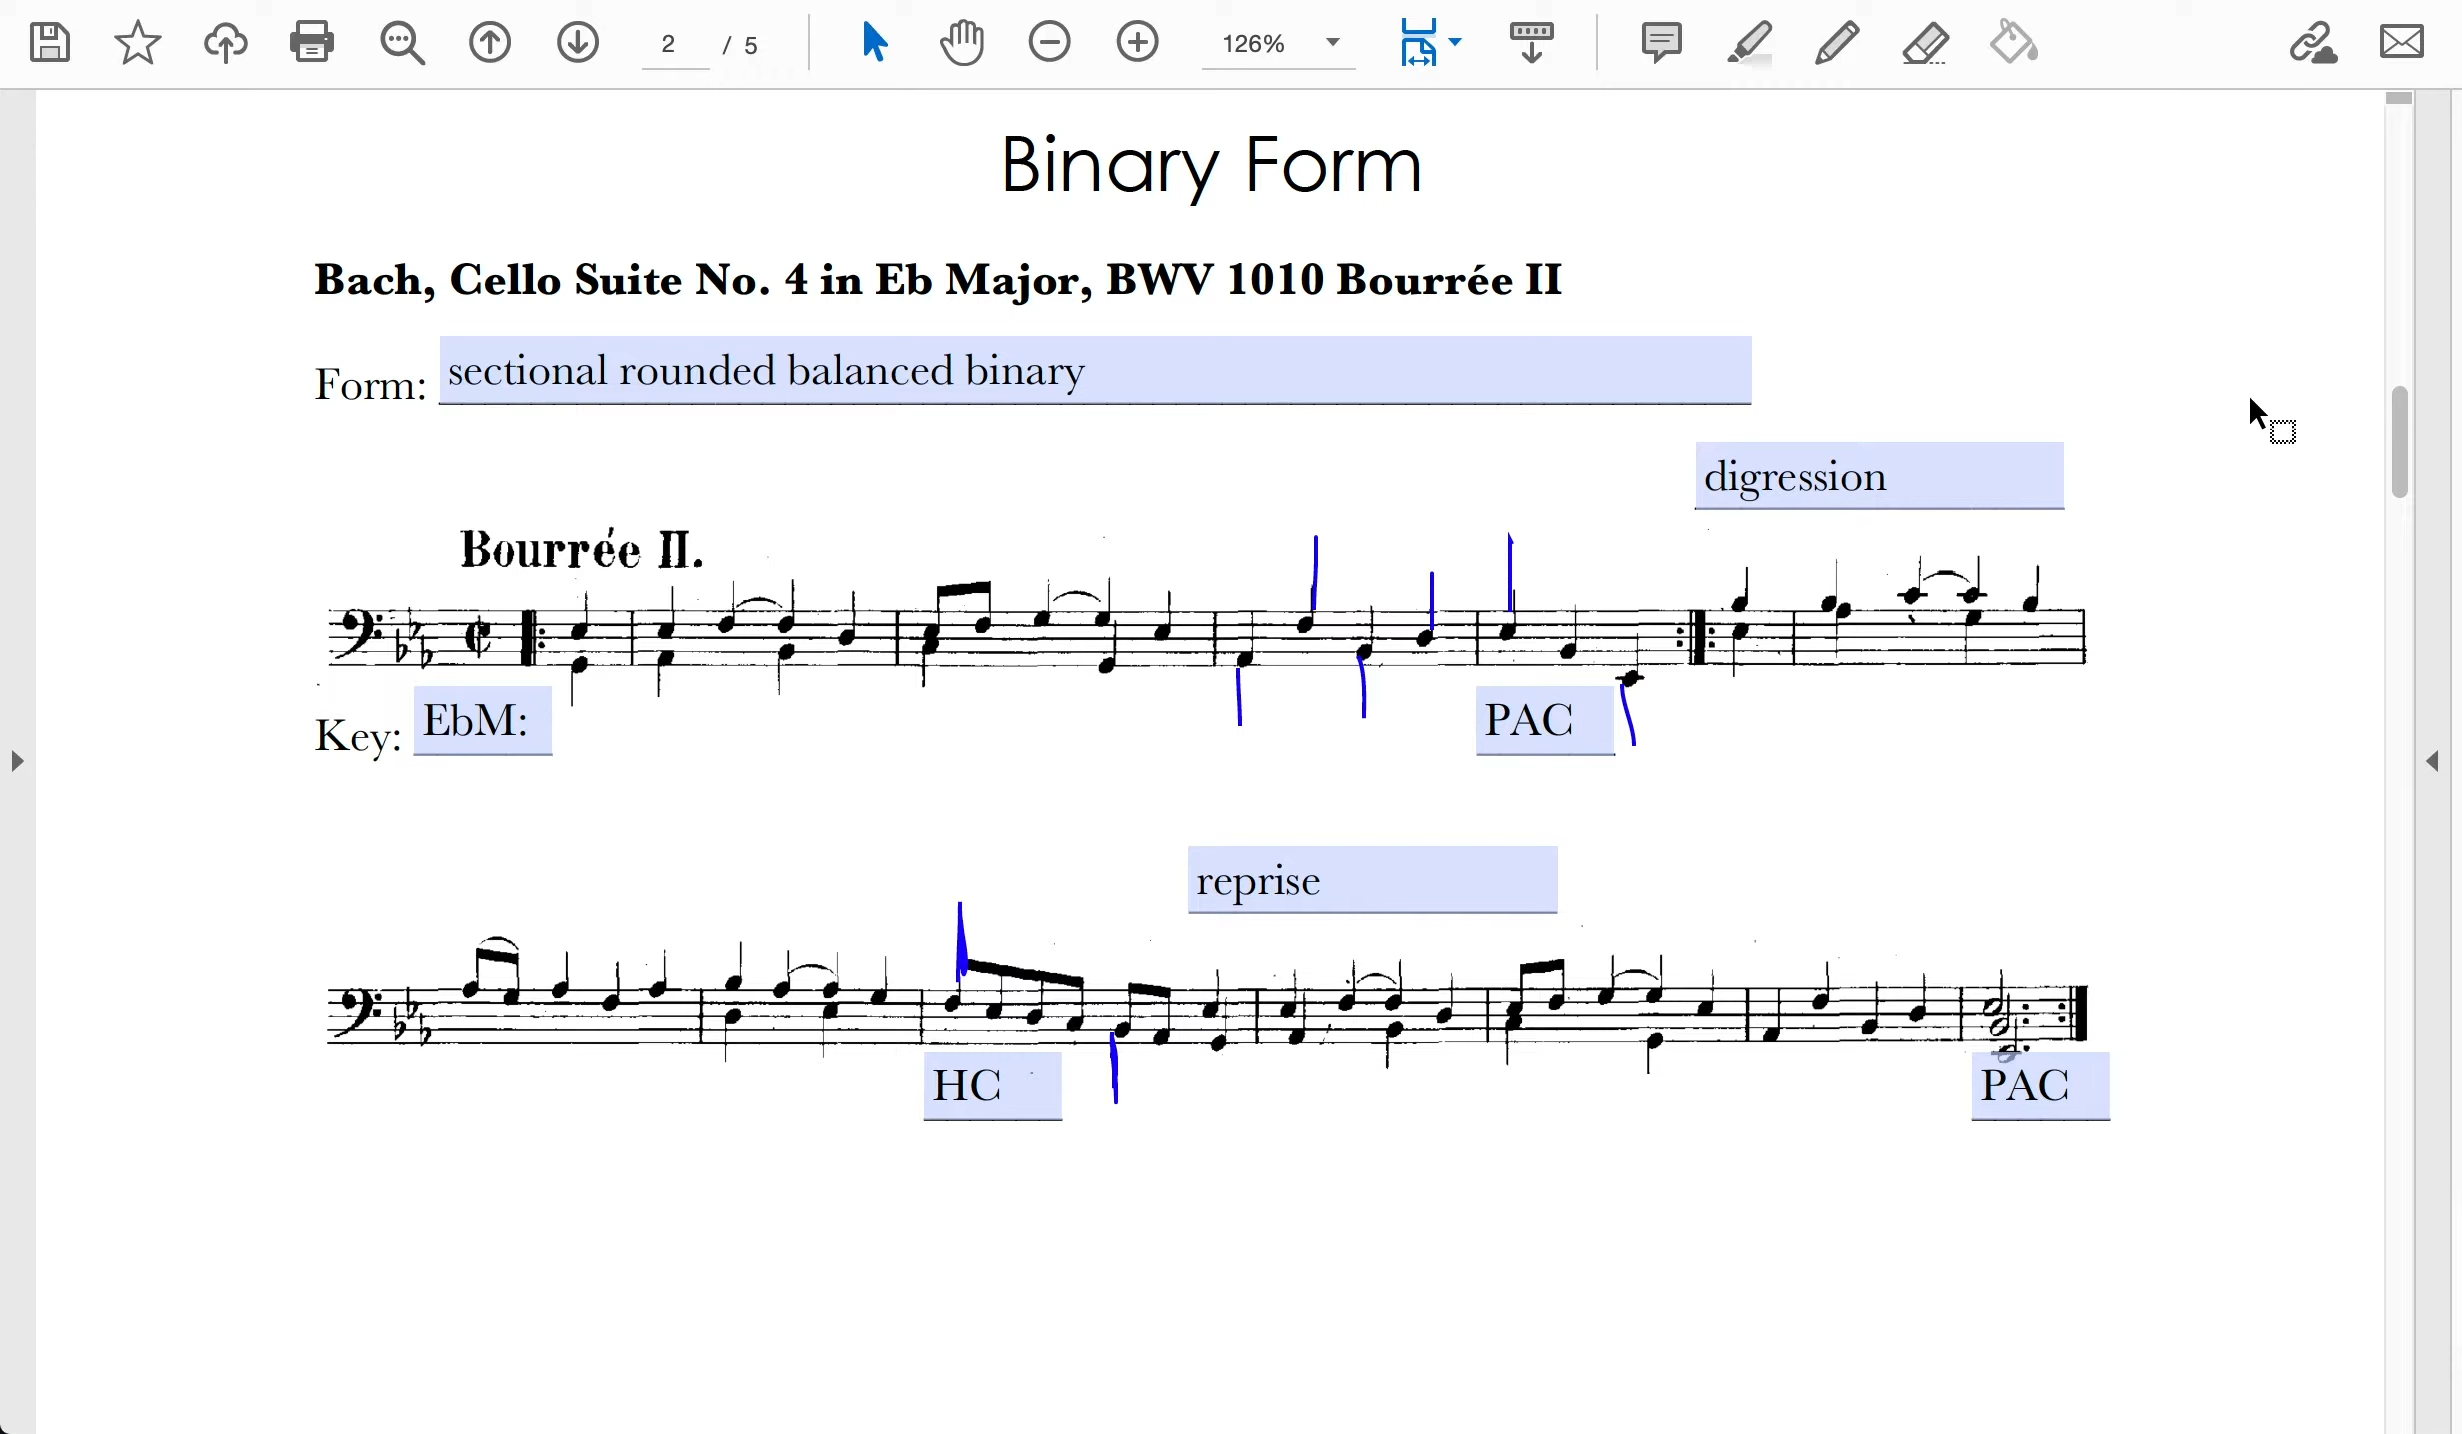 2 / 5 126%
Binary Form
Bach, Cello Suite No. 4 in Eb Major, BWV 1010 Bourrée II
Form: sectional rounded balanced binary
digression
Bourrée II.
Key: EbM: PAC
reprise
HC PAC